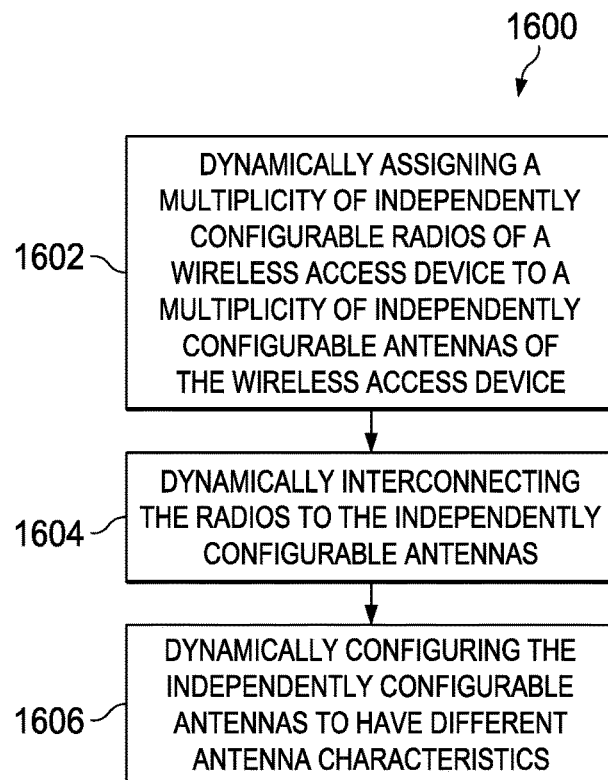 1600
DYNAMICALLY ASSIGNING A
MULTIPLICITY OF INDEPENDENTLY
CONFIGURABLE RADIOS OF A
WIRELESS ACCESS DEVICE TO A
MULTIPLICITY OF INDEPENDENTLY
CONFIGURABLE ANTENNAS OF
THE WIRELESS ACCESS DEVICE
1602
DYNAMICALLY INTERCONNECTING
THE RADIOS TO THE INDEPENDENTLY
CONFIGURABLE ANTENNAS
1604
DYNAMICALLY CONFIGURING THE
INDEPENDENTLY CONFIGURABLE
ANTENNAS TO HAVE DIFFERENT
ANTENNA CHARACTERISTICS
1606